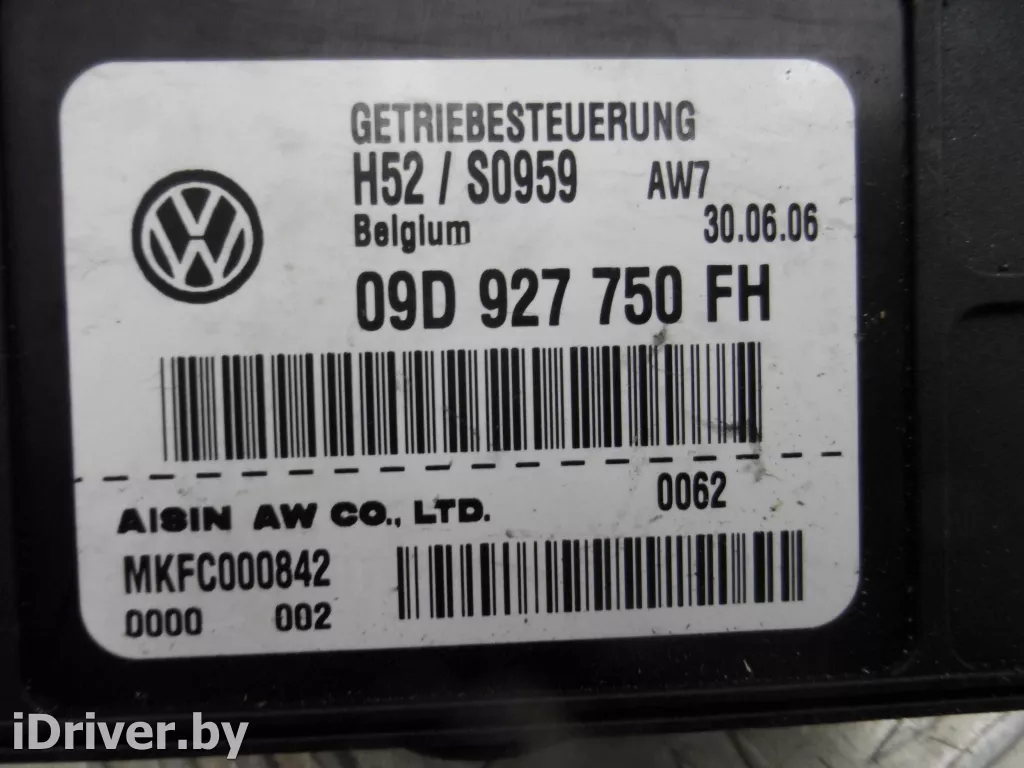 GETRIEBESTEUERUNG
H52 / S0959 AW7
Belgium 30.06.06
09D 927 750 FH
0062
AISIN AW CO., LTD.
MKFC000842
0000 002
iDriver.by